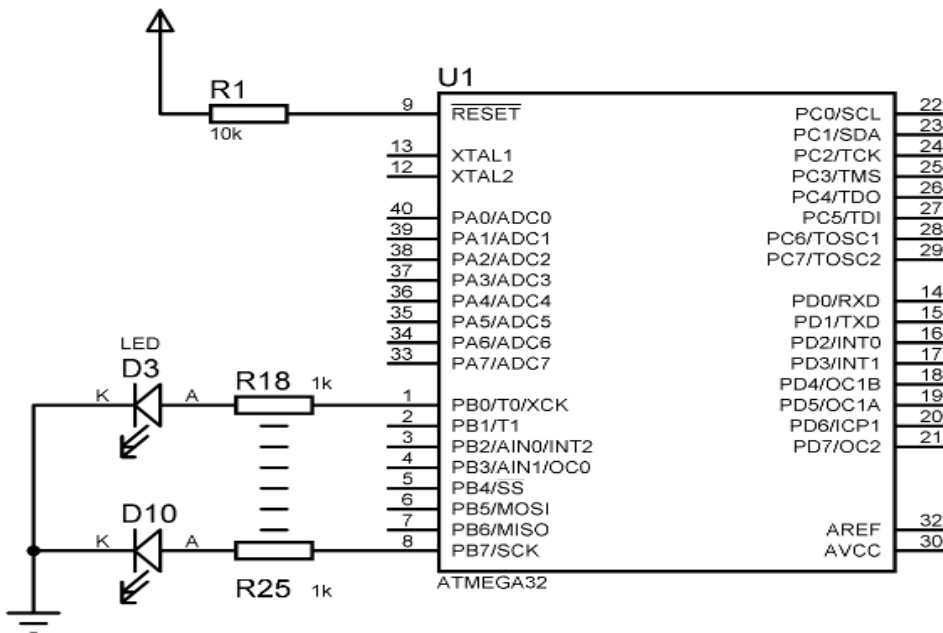 R1
10k
U1
9
RESET
13
XTAL1
12
XTAL2
40
PA0/ADC0
39
PA1/ADC1
38
PA2/ADC2
37
PA3/ADC3
36
PA4/ADC4
35
PA5/ADC5
34
PA6/ADC6
33
PA7/ADC7
LED
D3
K
A
R18
1k
1
PB0/T0/XCK
2
PB1/T1
3
PB2/AIN0/INT2
4
PB3/AIN1/OC0
5
PB4/SS
6
PB5/MOSI
7
PB6/MISO
8
PB7/SCK
D10
K
A
R25
1k
PC0/SCL
22
PC1/SDA
23
PC2/TCK
24
PC3/TMS
25
PC4/TDO
26
PC5/TDI
27
PC6/TOSC1
28
PC7/TOSC2
29
PD0/RXD
14
PD1/TXD
15
PD2/INT0
16
PD3/INT1
17
PD4/OC1B
18
PD5/OC1A
19
PD6/ICP1
20
PD7/OC2
21
AREF
32
AVCC
30
ATMEGA32